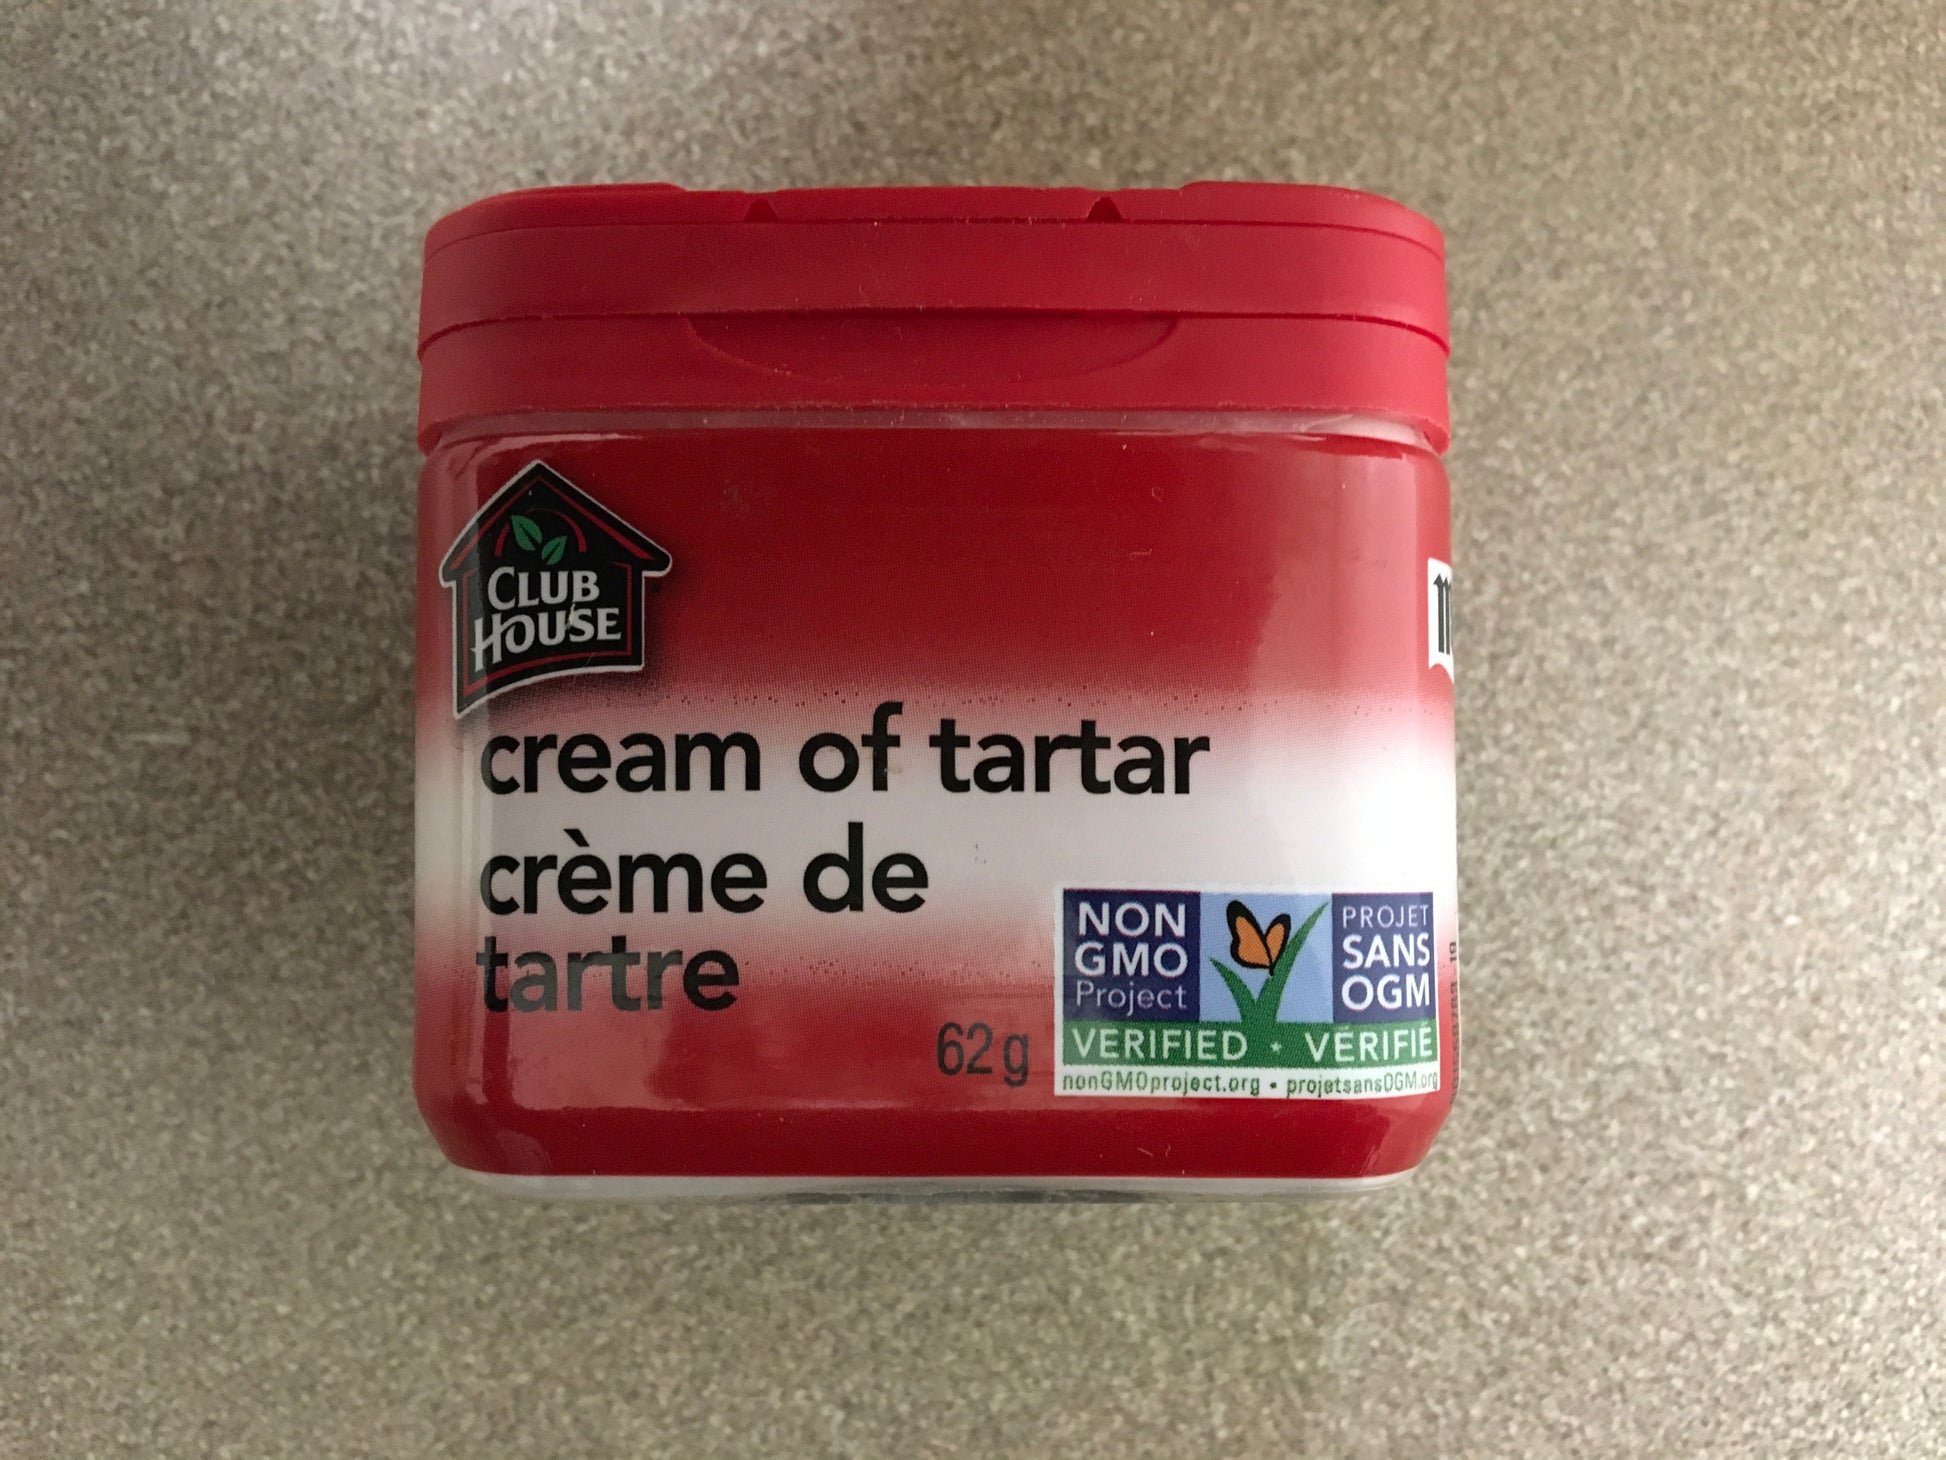 CLUB
HOUSE
cream of tartar
crème de
tartre
62 g
NON
GMO
Project
PROJET
SANS
OGM
VERIFIED • VÉRIFIÉ
nonGMOproject.org • projetsansOGM.org